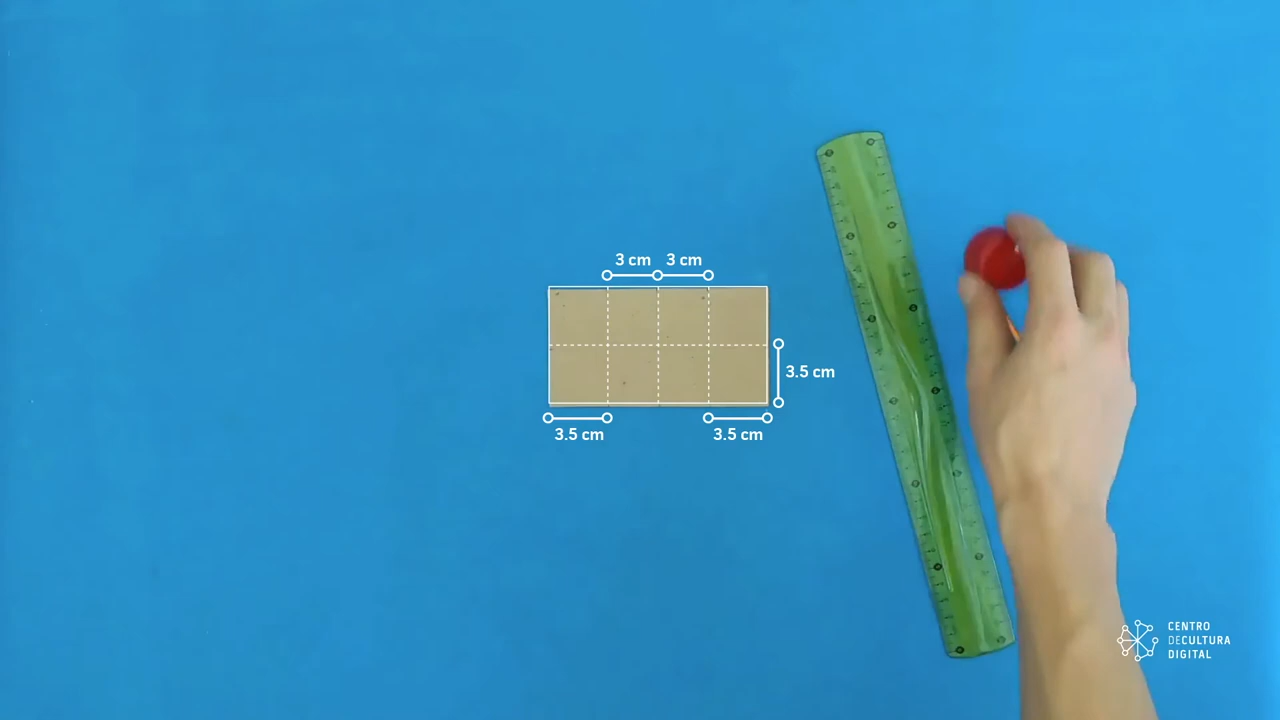 3 cm 3 cm
3.5 cm
3.5 cm 3.5 cm
CENTRO
DECULTURA
DIGITAL